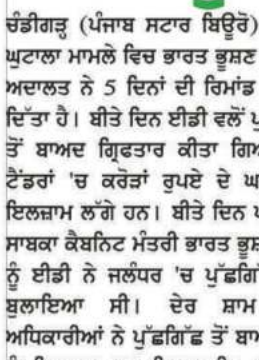 ਚੰਡੀਗੜ੍ਹ (ਪੰਜਾਬ ਸਟਾਰ ਬਿਊਰੋ)
ਘੁਟਾਲਾ ਮਾਮਲੇ ਵਿਚ ਭਾਰਤ ਭੂਸ਼ਣ
ਅਦਾਲਤ ਨੇ 5 ਦਿਨਾਂ ਦੀ ਰਿਮਾਂਡ
ਦਿੱਤਾ ਹੈ। ਬੀਤੇ ਦਿਨ ਈਡੀ ਵਲੋਂ
ਤੋਂ ਬਾਅਦ ਗ੍ਰਿਫਤਾਰ ਕੀਤਾ
ਟੈਂਡਰਾਂ 'ਚ ਕਰੋੜਾਂ ਰੁਪਏ ਦੇ
ਇਲਜ਼ਾਮ ਲੱਗੇ ਹਨ। ਬੀਤੇ ਦਿਨ
ਸਾਬਕਾ ਕੈਬਨਿਟ ਮੰਤਰੀ ਭਾਰਤ
ਨੂੰ ਈਡੀ ਨੇ ਜਲੰਧਰ 'ਚ
ਬੁਲਾਇਆ ਸੀ। ਦੇਰ ਸ਼ਾਮ
ਅਧਿਕਾਰੀਆਂ ਨੇ ਪੁੱਛਗਿੱਛ ਤੋਂ